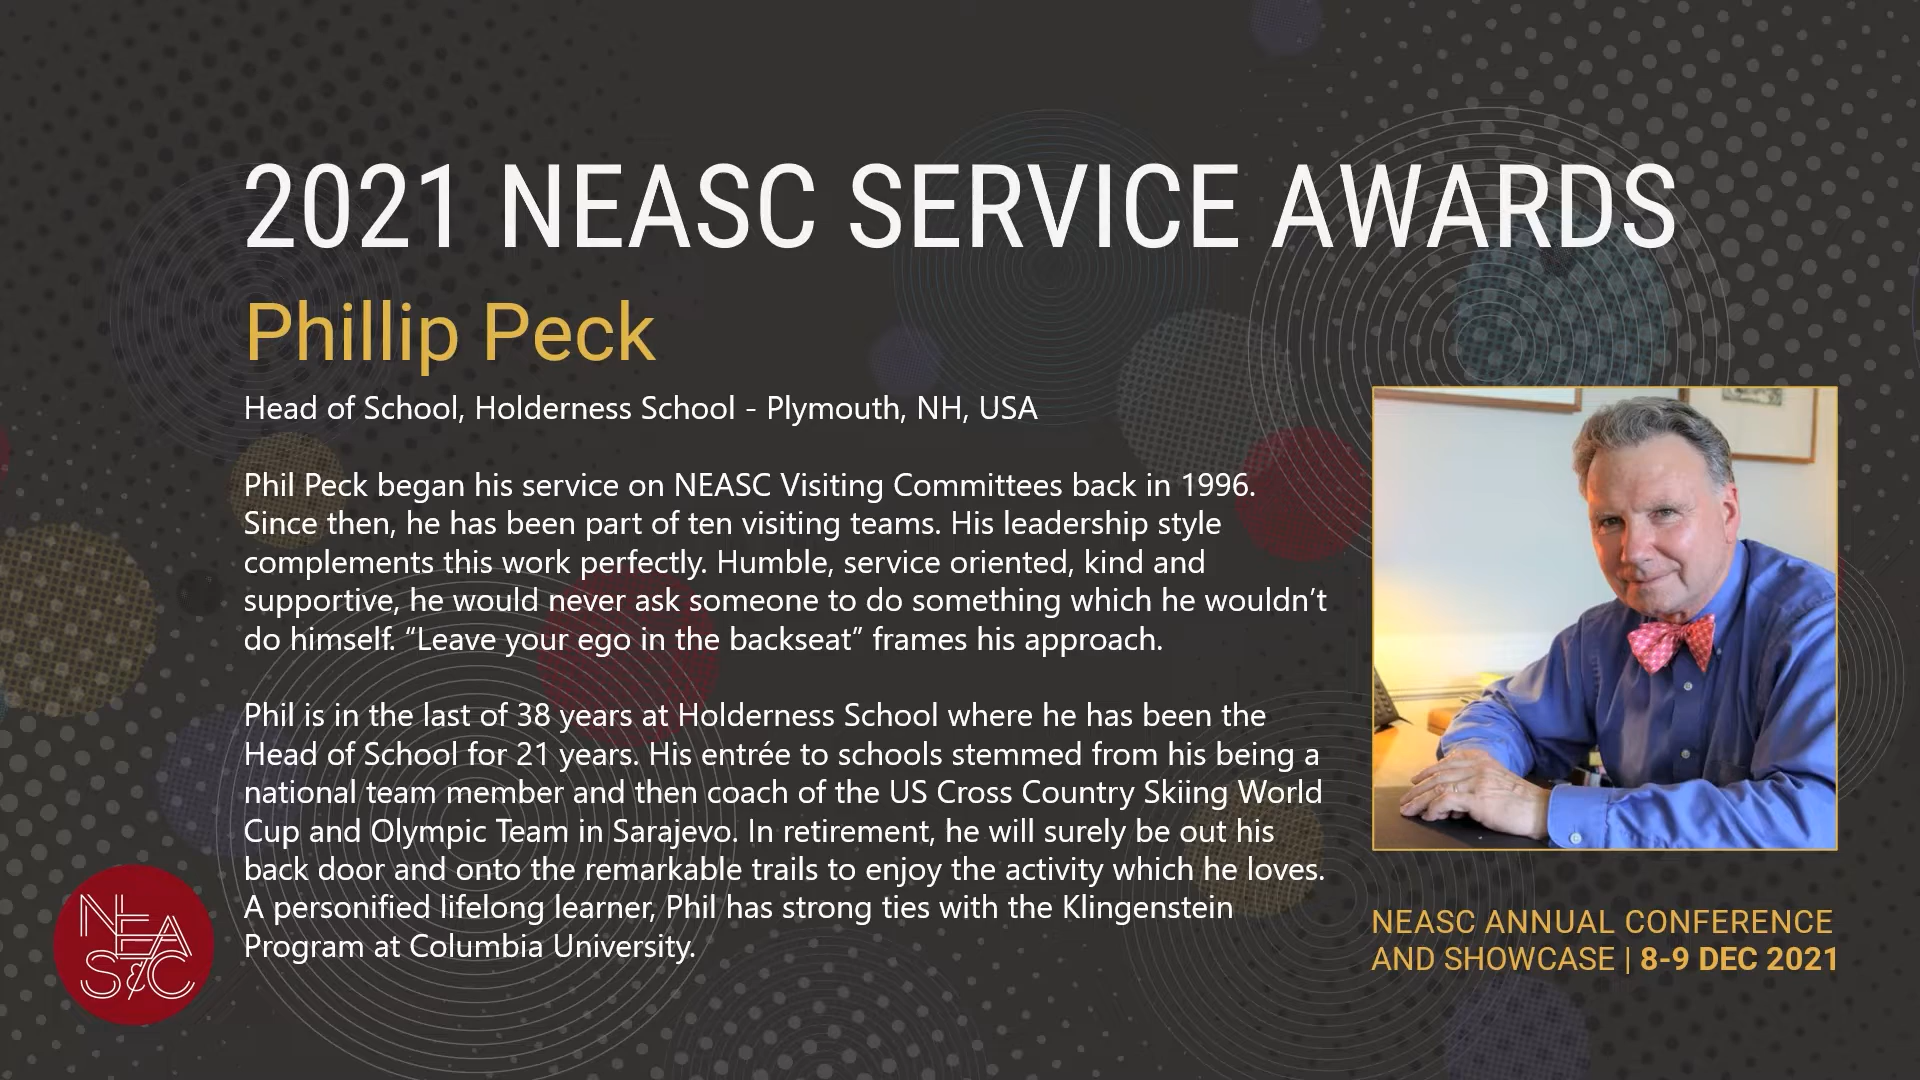 2021 NEASC SERVICE AWARDS
Phillip Peck
Head of School, Holderness School - Plymouth, NH, USA
Phil Peck began his service on NEASC Visiting Committees back in 1996.
Since then, he has been part of ten visiting teams. His leadership style
complements this work perfectly. Humble, service oriented, kind and
supportive, he would never ask someone to do something which he wouldn’t
do himself. “Leave your ego in the backseat” frames his approach.
Phil is in the last of 38 years at Holderness School where he has been the
Head of School for 21 years. His entrée to schools stemmed from his being a
national team member and then coach of the US Cross Country Skiing World
Cup and Olympic Team in Sarajevo. In retirement, he will surely be out his
back door and onto the remarkable trails to enjoy the activity which he loves.
A personified lifelong learner, Phil has strong ties with the Klingenstein
Program at Columbia University.
NEA
S&C
NEASC ANNUAL CONFERENCE
AND SHOWCASE | 8-9 DEC 2021